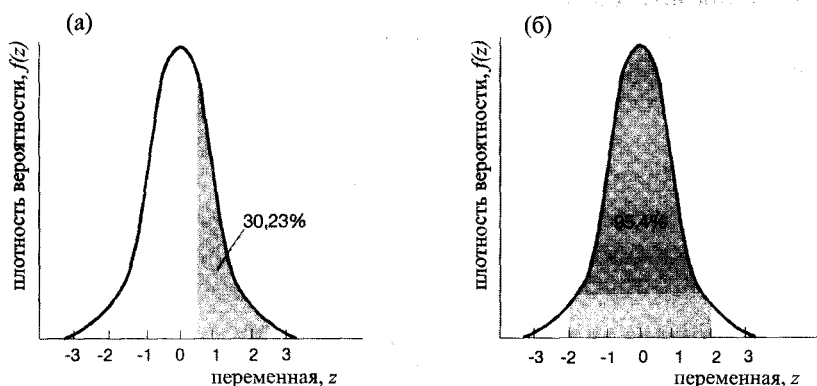 (а)
плотность вероятности, f(z)
30,23%
-3 -2 -1 0 1 2 3
переменная, z
(б)
плотность вероятности, f(z)
95,4%
-3 -2 -1 0 1 2 3
переменная, z